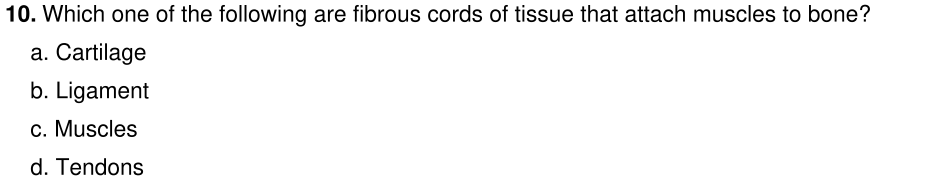 10. Which one of the following are fibrous cords of tissue that attach muscles to bone?
a. Cartilage
b. Ligament
c. Muscles
d. Tendons